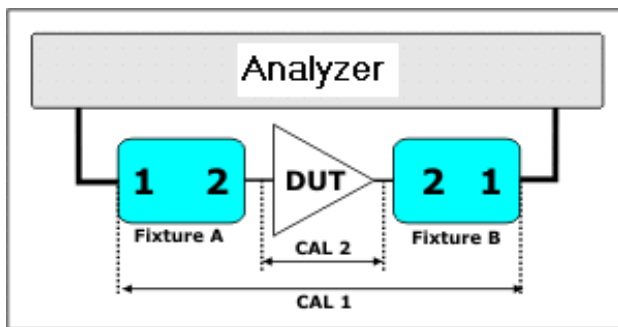 Analyzer
1 2 DUT 2 1
Fixture A Fixture B
CAL 2
CAL 1